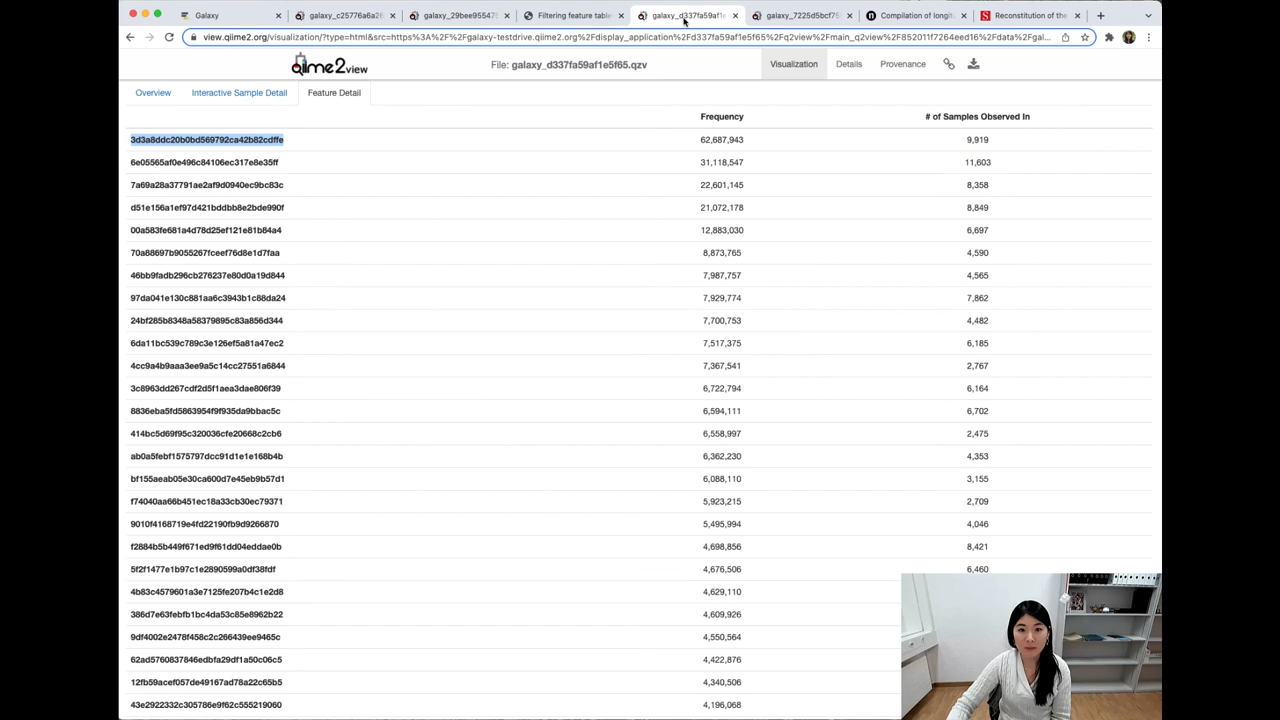 Galaxy
galaxy_c25776a6a26
galaxy_29bee955475
Filtering feature table
galaxy_d337fa59af1
galaxy_7225d5bcf75
Compilation of longitu
Reconstitution of the
view.qiime2.org/visualization/?type=html&src=https%3A%2F%2Fgalaxy-testdrive.qiime2.org%2Fdisplay_application%2Fd337fa59af1e5f65%2Fq2view%2Fmain_q2view%2F852011f7264eed16%2Fdata%2Fgal...
qiime2view
File: galaxy_d337fa59af1e5f65.qzv
Visualization
Details
Provenance
Overview
Interactive Sample Detail
Feature Detail
Frequency # of Samples Observed In
3d3a8ddc20b0bd569792ca42b82cdffe 62,687,943 9,919
6e05565af0e496c84106ec317e8e35ff 31,118,547 11,603
7a69a28a37791ae2af9d0940ec9bc83c 22,601,145 8,358
d51e156a1ef97d421bddbb8e2bde990f 21,072,178 8,849
00a583fe681a4d78d25ef121e81b84a4 12,883,030 6,697
70a88697b9055267fceef76d8e1d7faa 8,873,765 4,590
46bb9fadb296cb276237e80d0a19d844 7,987,757 4,565
97da041e130c881aa6c3943b1c88da24 7,929,774 7,862
24bf285b8348a58379895c83a856d344 7,700,753 4,482
6da11bc539c789c3e126ef5a81a47ec2 7,517,375 6,185
4cc9a4b9aaa3ee9a5c14cc27551a6844 7,367,541 2,767
3c8963dd267cdf2d5f1aea3dae806f39 6,722,794 6,164
8836eba5fd5863954f9f935da9bbac5c 6,594,111 6,702
414bc5d69f95c320036cfe20668c2cb6 6,558,997 2,475
ab0a5febf1575797dcc91d1e1e168b4b 6,362,230 4,353
bf155aeab05e30ca600d7e45eb9b57d1 6,088,110 3,155
f74040aa66b451ec18a33cb30ec79371 5,923,215 2,709
9010f4168719e4fd22190fb9d9266870 5,495,994 4,046
f2884b5b449f671ed9f61dd04eddae0b 4,698,856 8,421
5f2f1477e1b97c1e2890599a0df38fdf 4,676,506 6,460
4b83c4579601a3e7125fe207b4c1e2d8 4,629,110
386d7e63febfb1bc4da53c85e8962b22 4,609,926
9df4002e2478f458c2c266439ee9465c 4,550,564
62ad5760837846edbfa29df1a50c06c5 4,422,876
12fb59acef057de49167ad78a22c65b5 4,340,506
43e2922332c305786e9f62c555219060 4,196,068